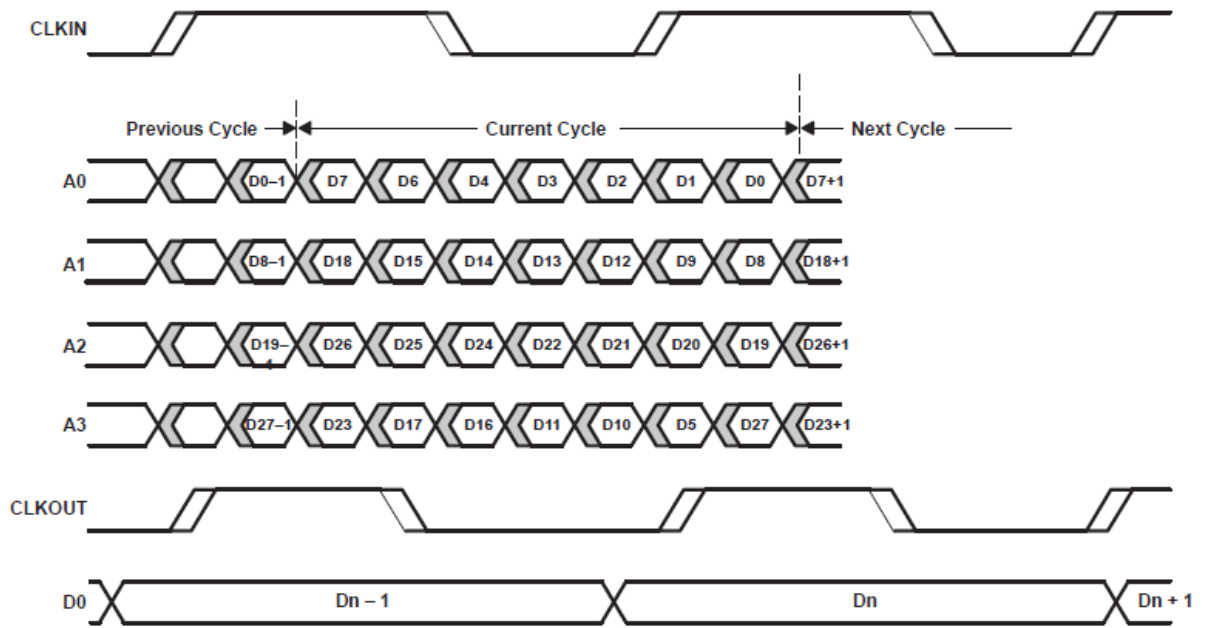 CLKIN
Previous Cycle Current Cycle Next Cycle
A0 D0–1 D7 D6 D4 D3 D2 D1 D0 D7+1
A1 D8–1 D18 D15 D14 D13 D12 D9 D8 D18+1
A2 D19– D26 D25 D24 D22 D21 D20 D19 D26+1
1
A3 D27–1 D23 D17 D16 D11 D10 D5 D27 D23+1
CLKOUT
D0 Dn – 1 Dn Dn + 1